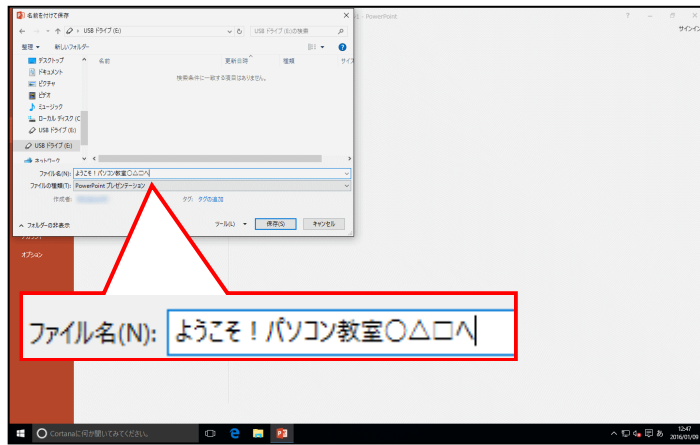 名前を付けて保存
- PowerPoint
USB ドライブ (E:)
USB ドライブ (E:)の検索
サインイン
整理
新しいフォルダー
デスクトップ
ドキュメント
ピクチャ
ビデオ
ミュージック
ローカル ディスク (C
USB ドライブ (E:)
USB ドライブ (E:)
ネットワーク
名前
更新日時
種類
サイズ
検索条件に一致する項目はありません。
ファイル名(N): ようこそ！パソコン教室〇△□へ
ファイルの種類(T): PowerPoint プレゼンテーション
作成者:
タグ: タグの追加
フォルダーの非表示
ツール(L)
保存(S)
キャンセル
アカウント
オプション
ファイル名(N): ようこそ！パソコン教室〇△□へ
Cortanaに何か聞いてみてください。
あ
12:47